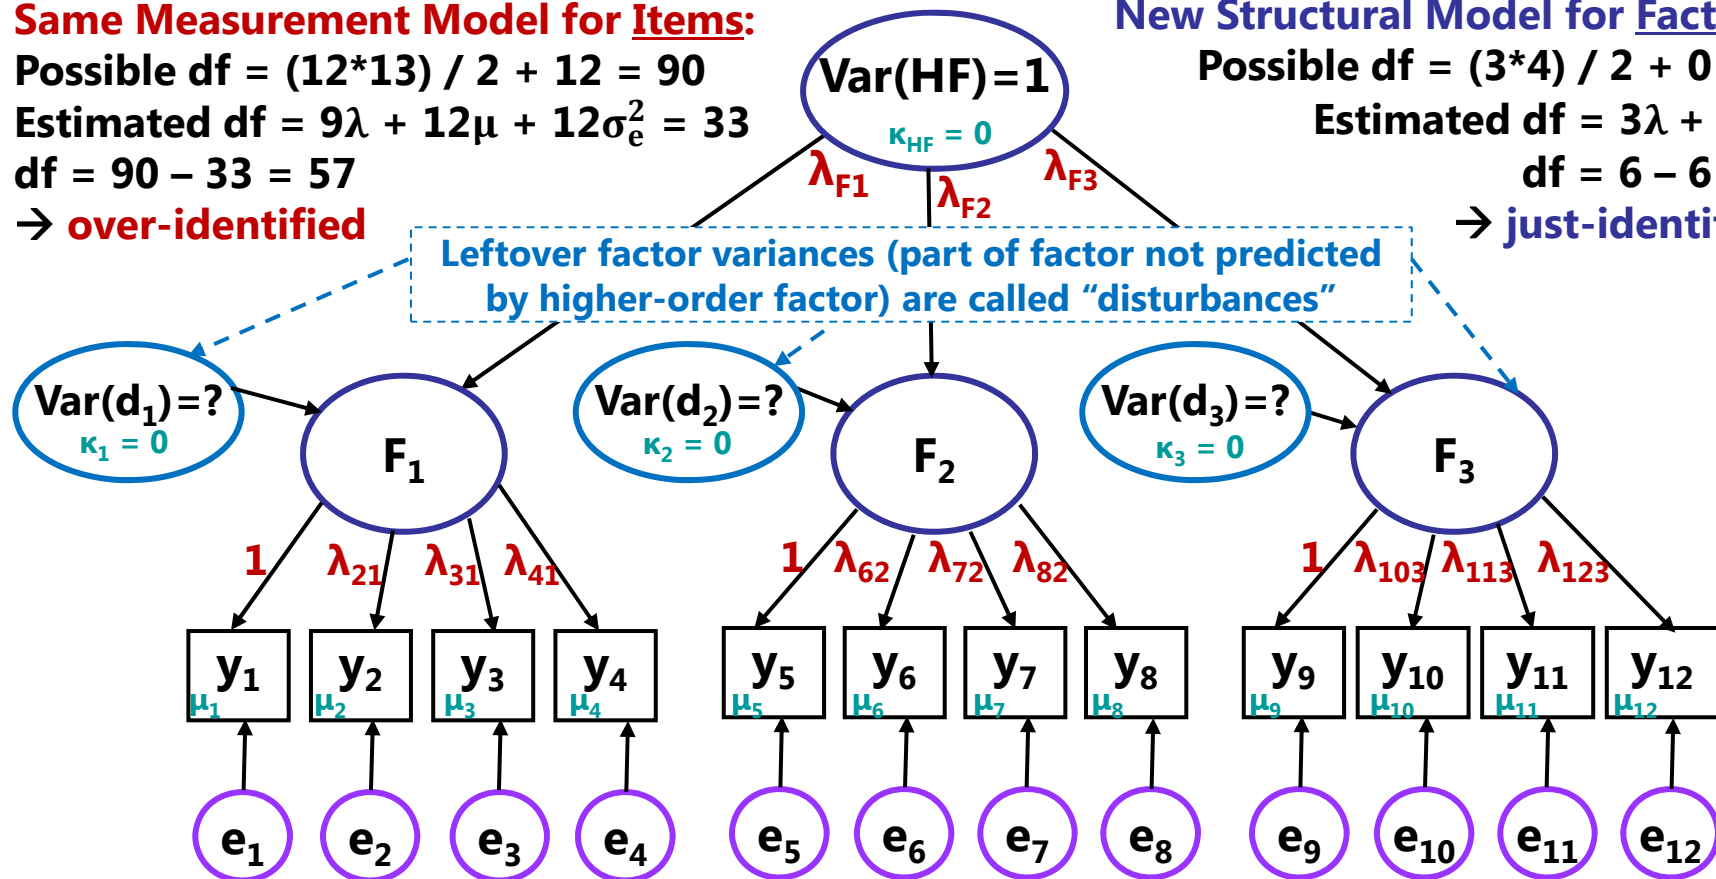 Same Measurement Model for Items:
Possible df = (12*13) / 2 + 12 = 90
Estimated df = 9λ + 12μ + 12σ²ₑ = 33
df = 90 – 33 = 57
→ over-identified
New Structural Model for Fact
Possible df = (3*4) / 2 + 0
Estimated df = 3λ +
df = 6 – 6
→ just-identif
Var(HF)=1
κ_HF = 0
λ_F1
λ_F2
λ_F3
Leftover factor variances (part of factor not predicted
by higher-order factor) are called “disturbances”
Var(d₁)=?
κ₁ = 0
F₁
Var(d₂)=?
κ₂ = 0
F₂
Var(d₃)=?
κ₃ = 0
F₃
1 λ₂₁ λ₃₁ λ₄₁ 1 λ₆₂ λ₇₂ λ₈₂ 1 λ₁₀₃ λ₁₁₃ λ₁₂₃
y₁ y₂ y₃ y₄ y₅ y₆ y₇ y₈ y₉ y₁₀ y₁₁ y₁₂
μ₁ μ₂ μ₃ μ₄ μ₅ μ₆ μ₇ μ₈ μ₉ μ₁₀ μ₁₁ μ₁₂
e₁ e₂ e₃ e₄ e₅ e₆ e₇ e₈ e₉ e₁₀ e₁₁ e₁₂